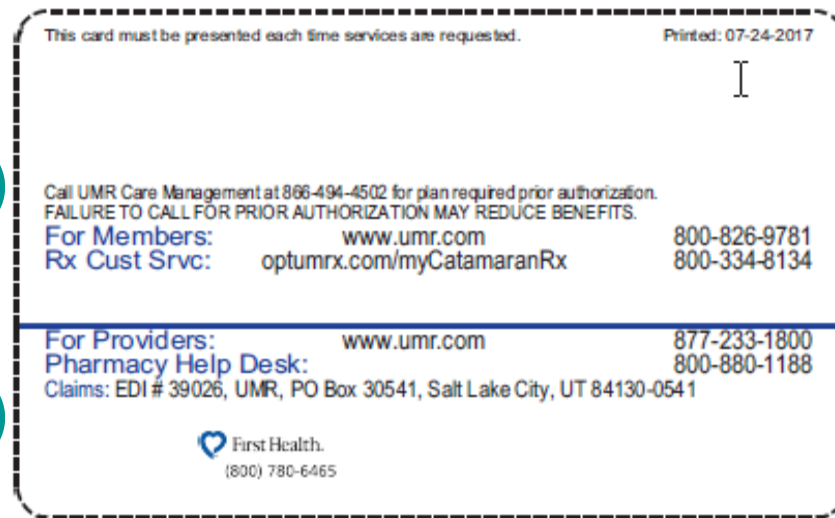 This card must be presented each time services are requested. Printed: 07-24-2017
Call UMR Care Management at 866-494-4502 for plan required prior authorization.
FAILURE TO CALL FOR PRIOR AUTHORIZATION MAY REDUCE BENEFITS.
For Members: www.umr.com 800-826-9781
Rx Cust Srvc: optumrx.com/myCatamaranRx 800-334-8134
For Providers: www.umr.com 877-233-1800
Pharmacy Help Desk: 800-880-1188
Claims: EDI # 39026, UMR, PO Box 30541, Salt Lake City, UT 84130-0541
First Health.
(800) 780-6465